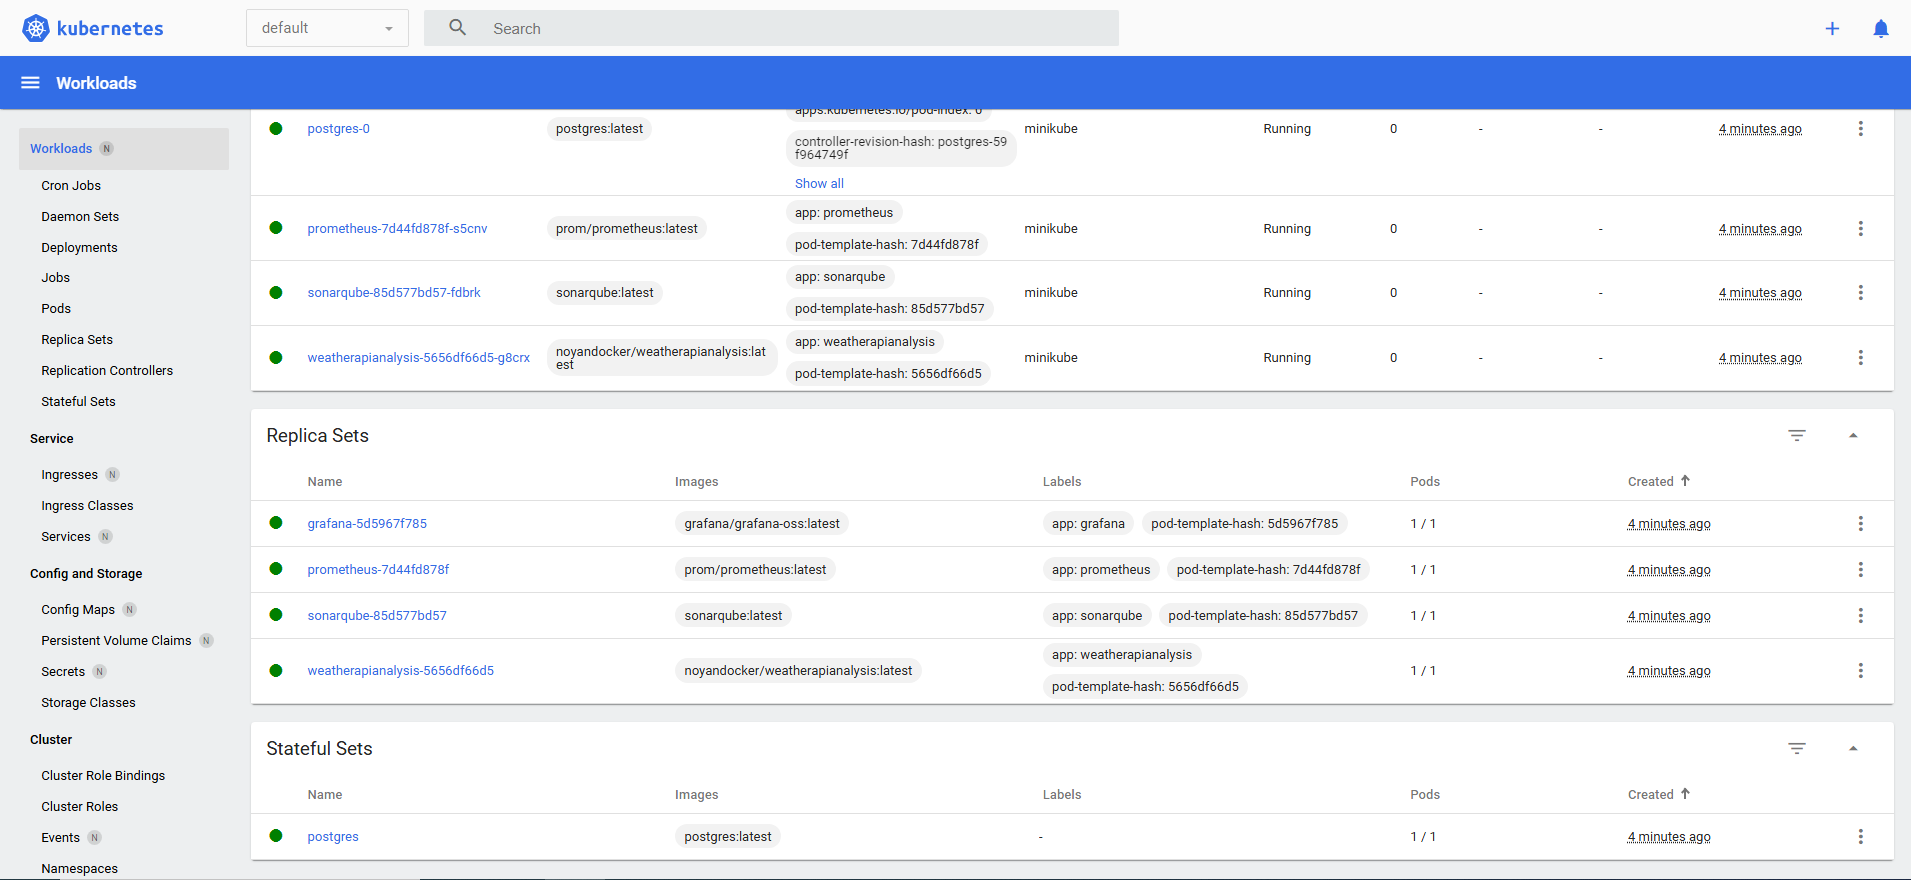 kubernetes
default
Search
Workloads
Workloads N
Cron Jobs
Daemon Sets
Deployments
Jobs
Pods
Replica Sets
Replication Controllers
Stateful Sets
Service
Ingresses N
Ingress Classes
Services N
Config and Storage
Config Maps N
Persistent Volume Claims N
Secrets N
Storage Classes
Cluster
Cluster Role Bindings
Cluster Roles
Events N
Namespaces
apps.kubernetes.io/pod-index: 0
postgres-0 postgres:latest minikube Running 0 - - 4 minutes ago
controller-revision-hash: postgres-59
f964749f
Show all
app: prometheus
prometheus-7d44fd878f-s5cnv prom/prometheus:latest minikube Running 0 - - 4 minutes ago
pod-template-hash: 7d44fd878f
app: sonarqube
sonarqube-85d577bd57-fdbrk sonarqube:latest minikube Running 0 - - 4 minutes ago
pod-template-hash: 85d577bd57
app: weatherapianalysis
weatherapianalysis-5656df66d5-g8crx noyandocker/weatherapianalysis:lat
est minikube Running 0 - - 4 minutes ago
pod-template-hash: 5656df66d5
Replica Sets
Name Images Labels Pods Created
grafana-5d5967f785 grafana/grafana-oss:latest app: grafana pod-template-hash: 5d5967f785 1 / 1 4 minutes ago
prometheus-7d44fd878f prom/prometheus:latest app: prometheus pod-template-hash: 7d44fd878f 1 / 1 4 minutes ago
sonarqube-85d577bd57 sonarqube:latest app: sonarqube pod-template-hash: 85d577bd57 1 / 1 4 minutes ago
app: weatherapianalysis
weatherapianalysis-5656df66d5 noyandocker/weatherapianalysis:latest 1 / 1 4 minutes ago
pod-template-hash: 5656df66d5
Stateful Sets
Name Images Labels Pods Created
postgres postgres:latest - 1 / 1 4 minutes ago